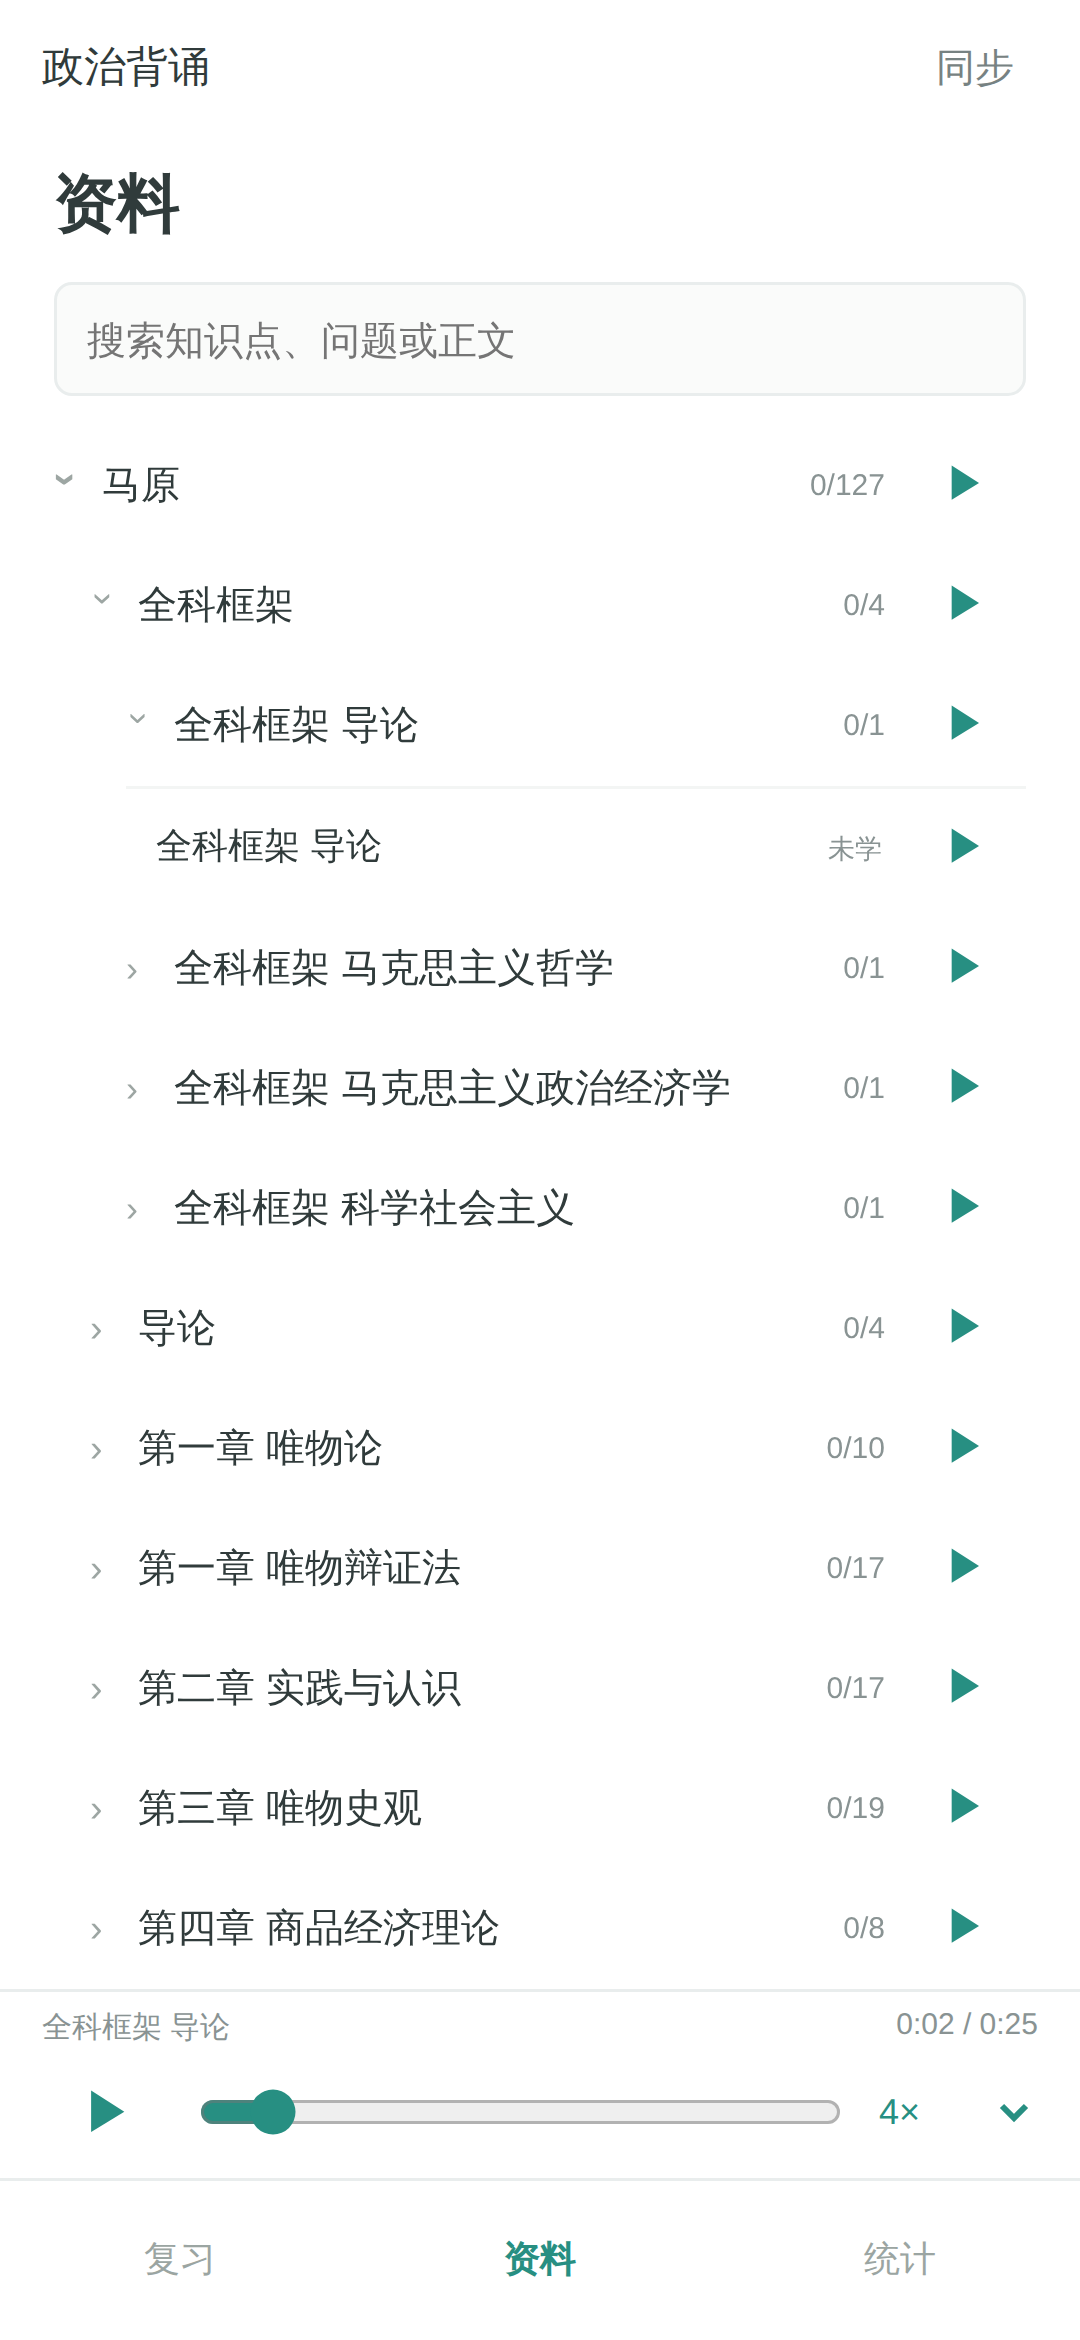 政治背诵 同步
资料
搜索知识点、问题或正文
马原 0/127
全科框架 0/4
全科框架 导论 0/1
全科框架 导论 未学
全科框架 马克思主义哲学 0/1
全科框架 马克思主义政治经济学 0/1
全科框架 科学社会主义 0/1
导论 0/4
第一章 唯物论 0/10
第一章 唯物辩证法 0/17
第二章 实践与认识 0/17
第三章 唯物史观 0/19
第四章 商品经济理论 0/8
全科框架 导论 0:02 / 0:25
4×
复习 资料 统计